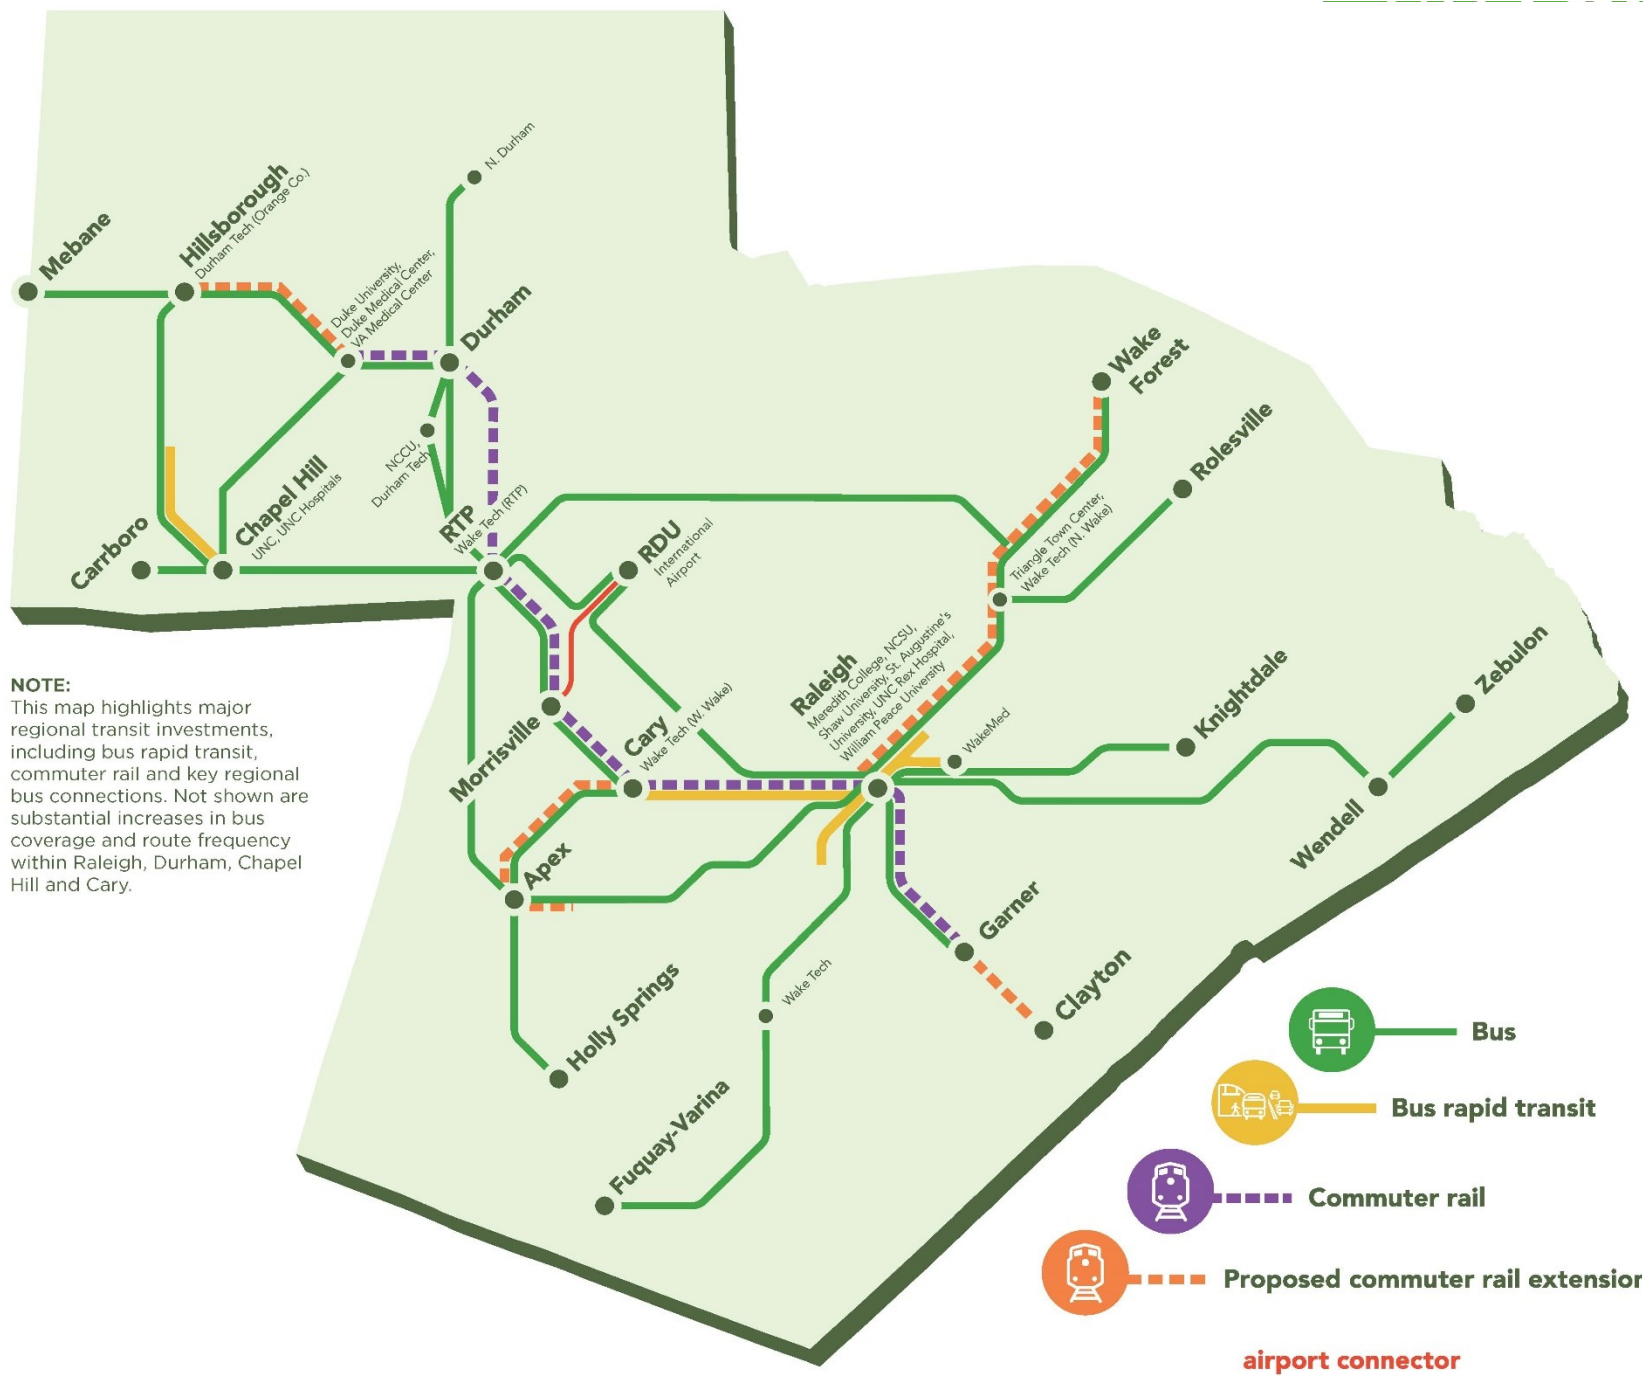 N. Durham
Mebane
Hillsborough
Durham Tech (Orange Co.)
Duke University,
Duke Medical Center,
VA Medical Center
Durham
NCCU,
Durham Tech
Chapel Hill
UNC, UNC Hospitals
Carrboro
RTP
Wake Tech (RTP)
RDU
International
Airport
Wake
Forest
Rolesville
Triangle Town Center,
Wake Tech (N. Wake)
Raleigh
Meredith College, NCSU,
Shaw University, St. Augustine's
University, UNC Rex Hospital,
William Peace University
WakeMed
Knightdale
Zebulon
Wendell
Morrisville
Cary
Wake Tech (W. Wake)
Apex
Garner
Clayton
Holly Springs
Wake Tech
Fuquay-Varina
NOTE:
This map highlights major
regional transit investments,
including bus rapid transit,
commuter rail and key regional
bus connections. Not shown are
substantial increases in bus
coverage and route frequency
within Raleigh, Durham, Chapel
Hill and Cary.
Bus
Bus rapid transit
Commuter rail
Proposed commuter rail extension
airport connector